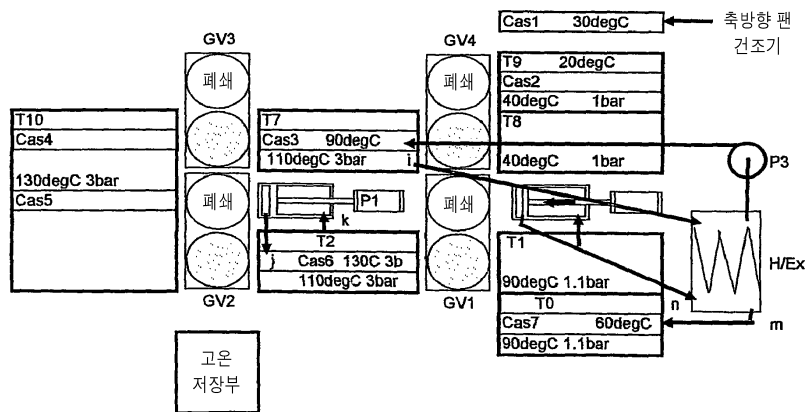 Cas1 30degC
축방향 팬
건조기
GV3
GV4
폐쇄
폐쇄
T9 20degC
Cas2
40degC 1bar
T8
40degC 1bar
T10
Cas4
130degC 3bar
Cas5
T7
Cas3 90degC
110degC 3bar
i
P3
폐쇄
폐쇄
P1
k
T2
j Cas6 130C 3b
110degC 3bar
T1
90degC 1.1bar
n
H/Ex
T0
Cas7 60degC
m
90degC 1.1bar
GV2
GV1
고온
저장부